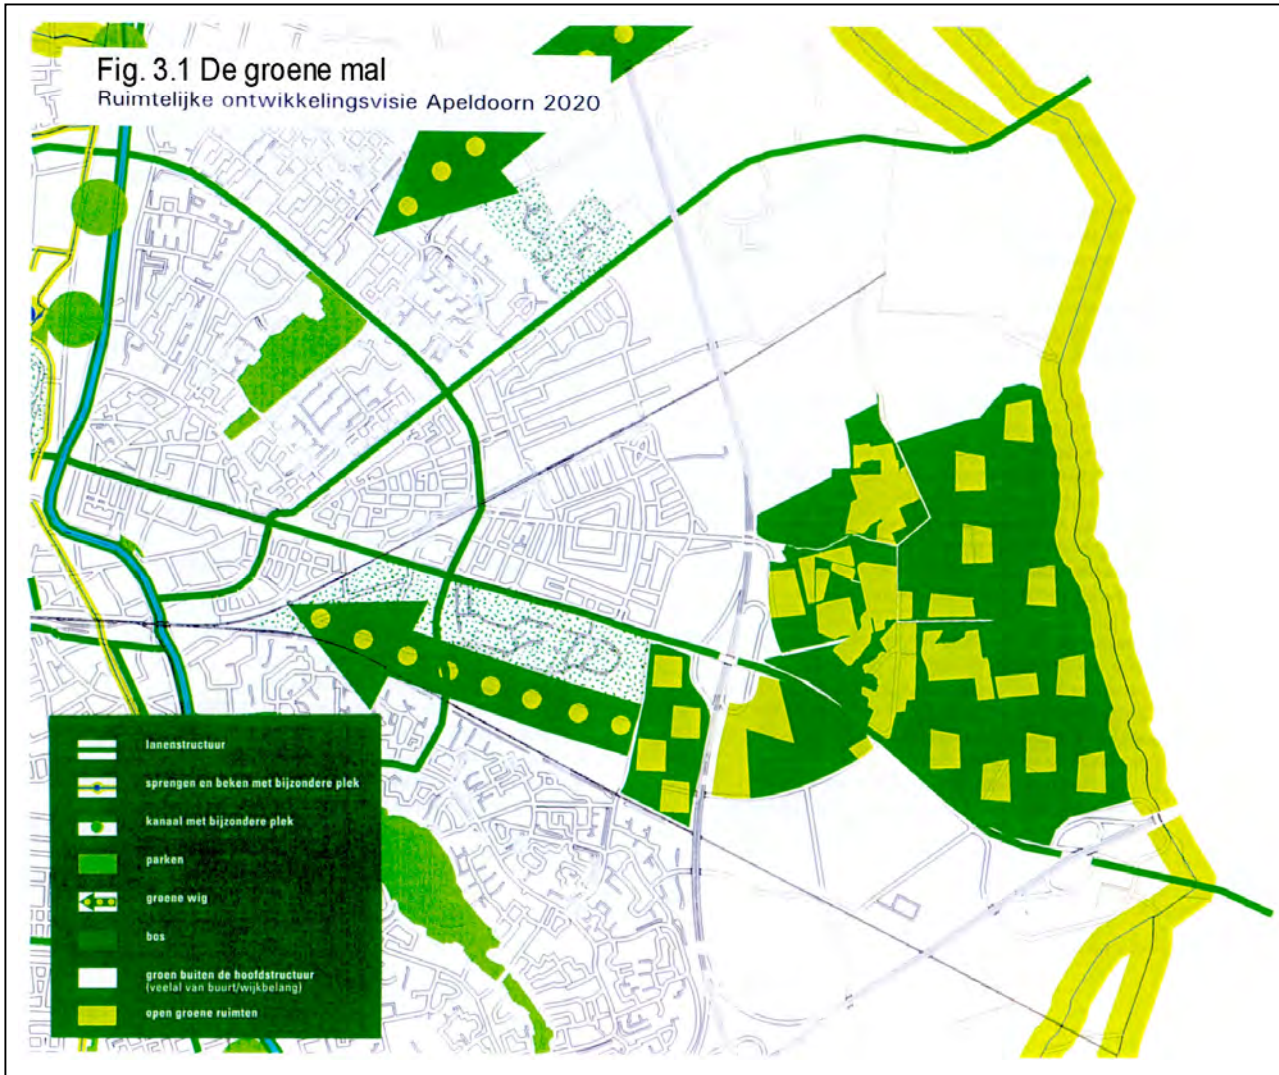 Fig. 3.1 De groene mal
Ruimtelijke ontwikkelingsvisie Apeldoorn 2020
lanenstructuur
sprengen en beken met bijzondere plek
kanaal met bijzondere plek
parken
groene wig
bos
groen buiten de hoofdstructuur
(veelal van buurt/wijkbelang)
open groene ruimten